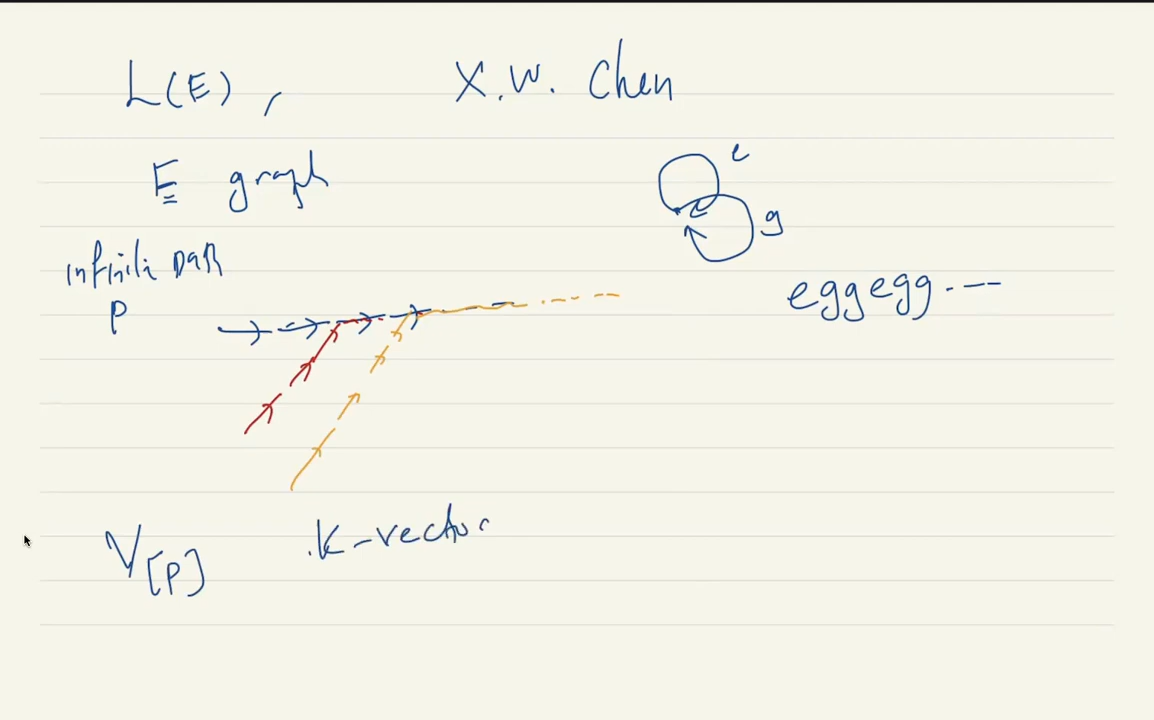 L(E), X.W. Chen
E graph
e
g
infinite path
eggegg.---
P
V[P] K-vector